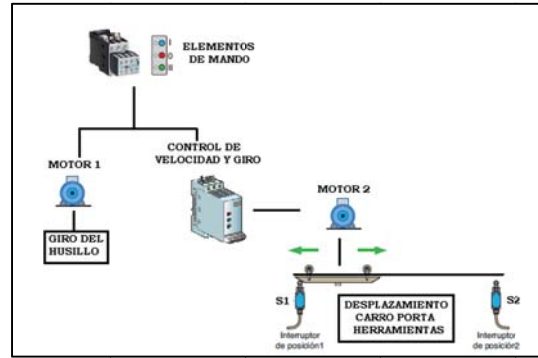 I
O
II
ELEMENTOS
DE MANDO
CONTROL DE
VELOCIDAD Y GIRO
MOTOR 1
MOTOR 2
GIRO DEL
HUSILLO
S1
DESPLAZAMIENTO
CARRO PORTA
HERRAMIENTAS
S2
Interruptor
de posición1
Interruptor
de posición2